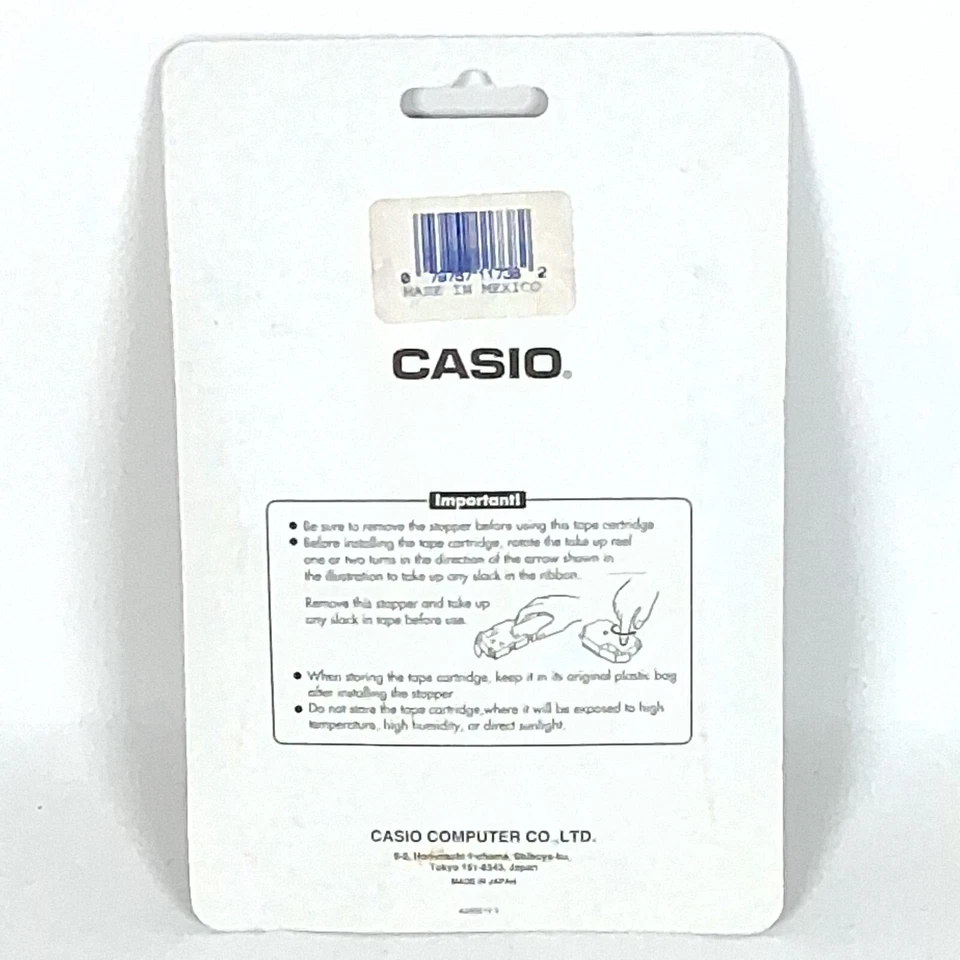 0 79767 11738 2
MADE IN MEXICO
CASIO®
Important!
● Be sure to remove the stopper before using this tape certridge
● Before installing the tape cartridge, rotate the take up reel
one or two turns in the direction of the arrow shown in
the illustration to take up any slack in the ribbon.
Remove this stopper and take up
any slack in tape before use.
● When storing the tape cartridge, keep it in its original plastic bag
after installing the stopper
● Do not store the tape cartridge, where it will be exposed to high
temperature, high humidity, or direct sunlight.
CASIO COMPUTER CO.,LTD.
Tokyo 151-8543, Japan
MADE IN JAPAN